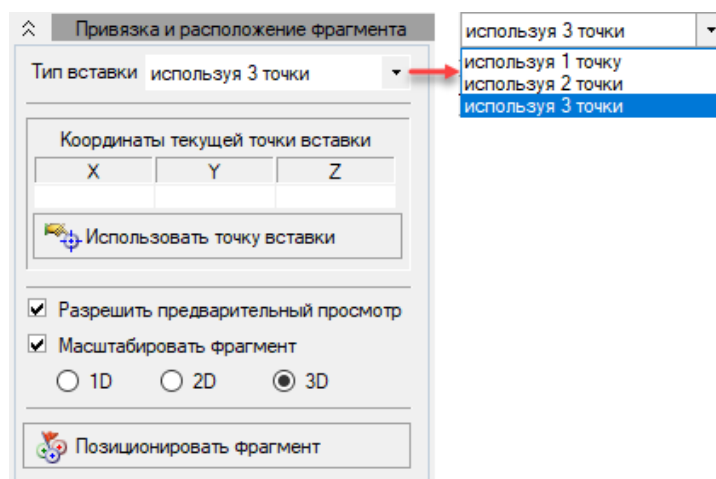 Привязка и расположение фрагмента
Тип вставки используя 3 точки
Координаты текущей точки вставки
X Y Z
Использовать точку вставки
Разрешить предварительный просмотр
Масштабировать фрагмент
1D 2D 3D
Позиционировать фрагмент
используя 3 точки
используя 1 точку
используя 2 точки
используя 3 точки